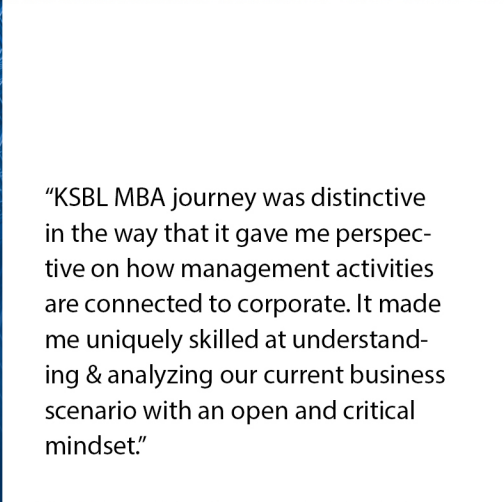 “KSBL MBA journey was distinctive
in the way that it gave me perspec-
tive on how management activities
are connected to corporate. It made
me uniquely skilled at understand-
ing & analyzing our current business
scenario with an open and critical
mindset.”